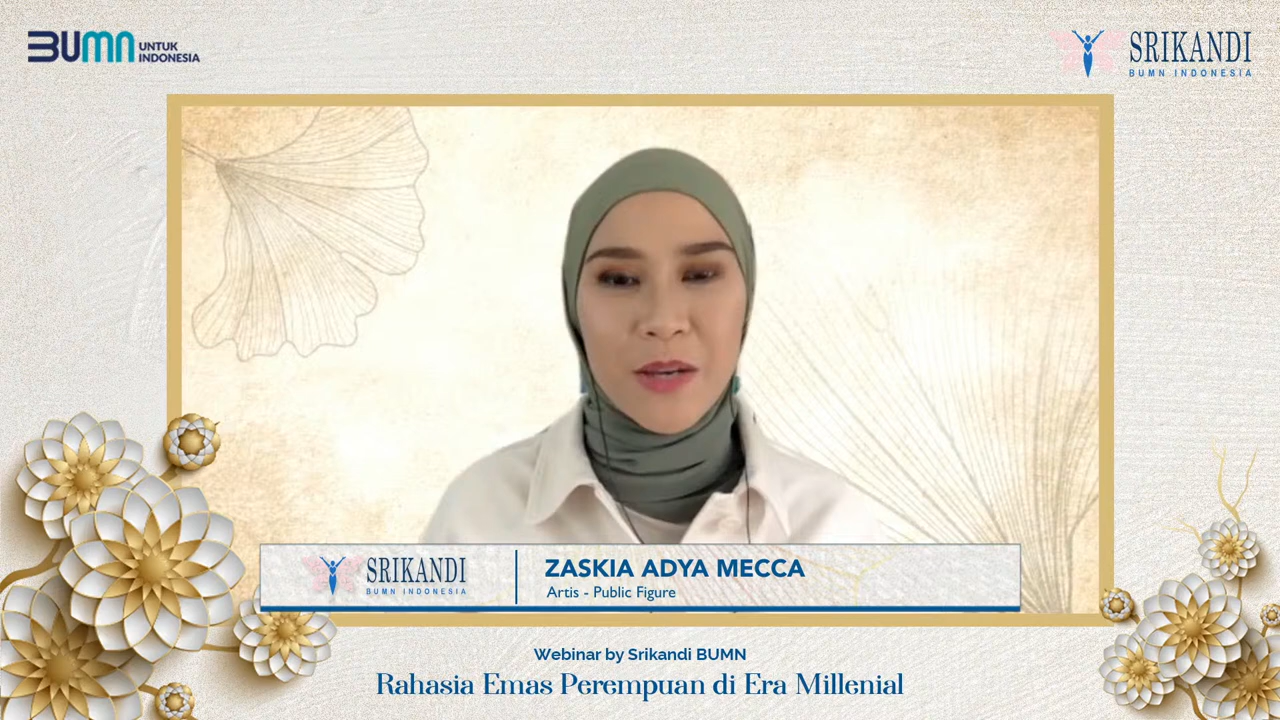 BUMN UNTUK
INDONESIA
SRIKANDI
BUMN INDONESIA
SRIKANDI
BUMN INDONESIA
ZASKIA ADYA MECCA
Artis - Public Figure
Webinar by Srikandi BUMN
Rahasia Emas Perempuan di Era Millenial